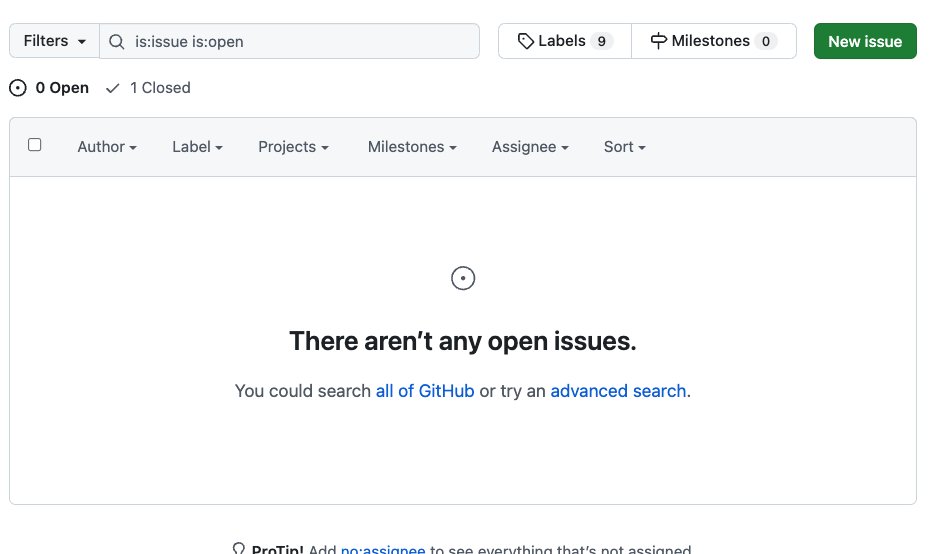 Filters is:issue is:open Labels 9 Milestones 0 New issue
0 Open 1 Closed
Author Label Projects Milestones Assignee Sort
There aren’t any open issues.
You could search all of GitHub or try an advanced search.
ProTip! Add no:assignee to see everything that’s not assigned